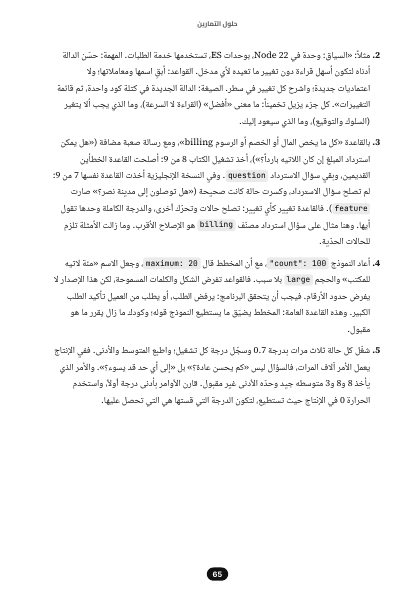 حلول التمارين
2. مثلاً: «السياق: وحدة في Node 22، بوحدات ES، تستخدمها خدمة الطلبات. المهمة: حسّن الدالة
أدناه لتكون أسهل قراءة دون تغيير ما تعيده لأي مدخل. القواعد: أبقِ اسمها ومعاملاتها؛ ولا
اعتماديات جديدة؛ واشرح كل تغيير في سطر. الصيغة: الدالة الجديدة في كتلة كود واحدة، ثم قائمة
التغييرات». كل جزء يزيل تخميناً: ما معنى «أفضل» (القراءة لا السرعة)، وما الذي يجب ألا يتغير
(السلوك والتوقيع)، وما الذي سيعود إليك.
3. بالقاعدة «كل ما يخص المال أو الخصم أو الرسوم billing»، ومع رسالة صعبة مضافة («هل يمكن
استرداد المبلغ إن كان اللاتيه بارداً؟»)، أخذ تشغيل الكتاب 8 من 9: أصلحت القاعدة الخطأين
القديمين، وبقي سؤال الاسترداد question. وفي النسخة الإنجليزية أخذت القاعدة نفسها 7 من 9:
لم تصلح سؤال الاسترداد، وكسرت حالة كانت صحيحة («هل توصلون إلى مدينة نصر؟» صارت
feature). فالقاعدة تغيير كأي تغيير: تصلح حالات وتحرّك أخرى، والدرجة الكاملة وحدها تقول
أيها. وهنا مثال على سؤال استرداد مصنّف billing هو الإصلاح الأقرب. وما زالت الأمثلة تلزم
للحالات الحدّية.
4. أعاد النموذج "count": 100، مع أن المخطط قال maximum: 20، وجعل الاسم «مئة لاتيه
للمكتب» والحجم large بلا سبب. فالقواعد تفرض الشكل والكلمات المسموحة، لكن هذا الإصدار لا
يفرض حدود الأرقام. فيجب أن يتحقق البرنامج: يرفض الطلب، أو يطلب من العميل تأكيد الطلب
الكبير. وهذه القاعدة العامة: المخطط يضيّق ما يستطيع النموذج قوله؛ وكودك ما زال يقرر ما هو
مقبول.
5. شغّل كل حالة ثلاث مرات بدرجة 0.7 وسجّل درجة كل تشغيل؛ واطبع المتوسط والأدنى. ففي الإنتاج
يعمل الأمر آلاف المرات، فالسؤال ليس «كم يحسن عادة؟» بل «إلى أي حد قد يسوء؟». والأمر الذي
يأخذ 8 و8 و3 متوسطه جيد وحدّه الأدنى غير مقبول. قارن الأوامر بأدنى درجة أولاً، واستخدم
الحرارة 0 في الإنتاج حيث تستطيع، لتكون الدرجة التي قستها هي التي تحصل عليها.
65